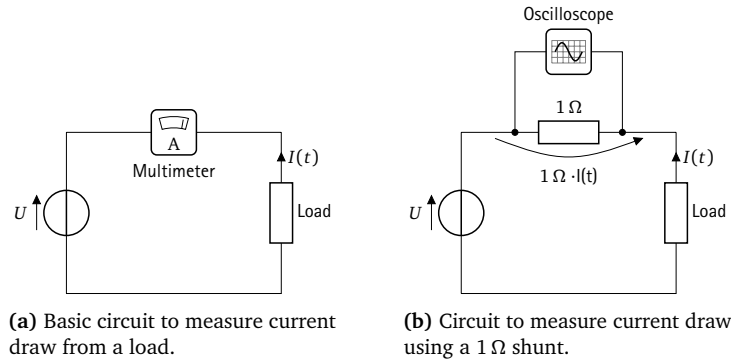 A
Multimeter
I(t)
U
Load
(a) Basic circuit to measure current
draw from a load.
Oscilloscope
1 Ω
1 Ω ·I(t)
I(t)
U
Load
(b) Circuit to measure current draw
using a 1 Ω shunt.